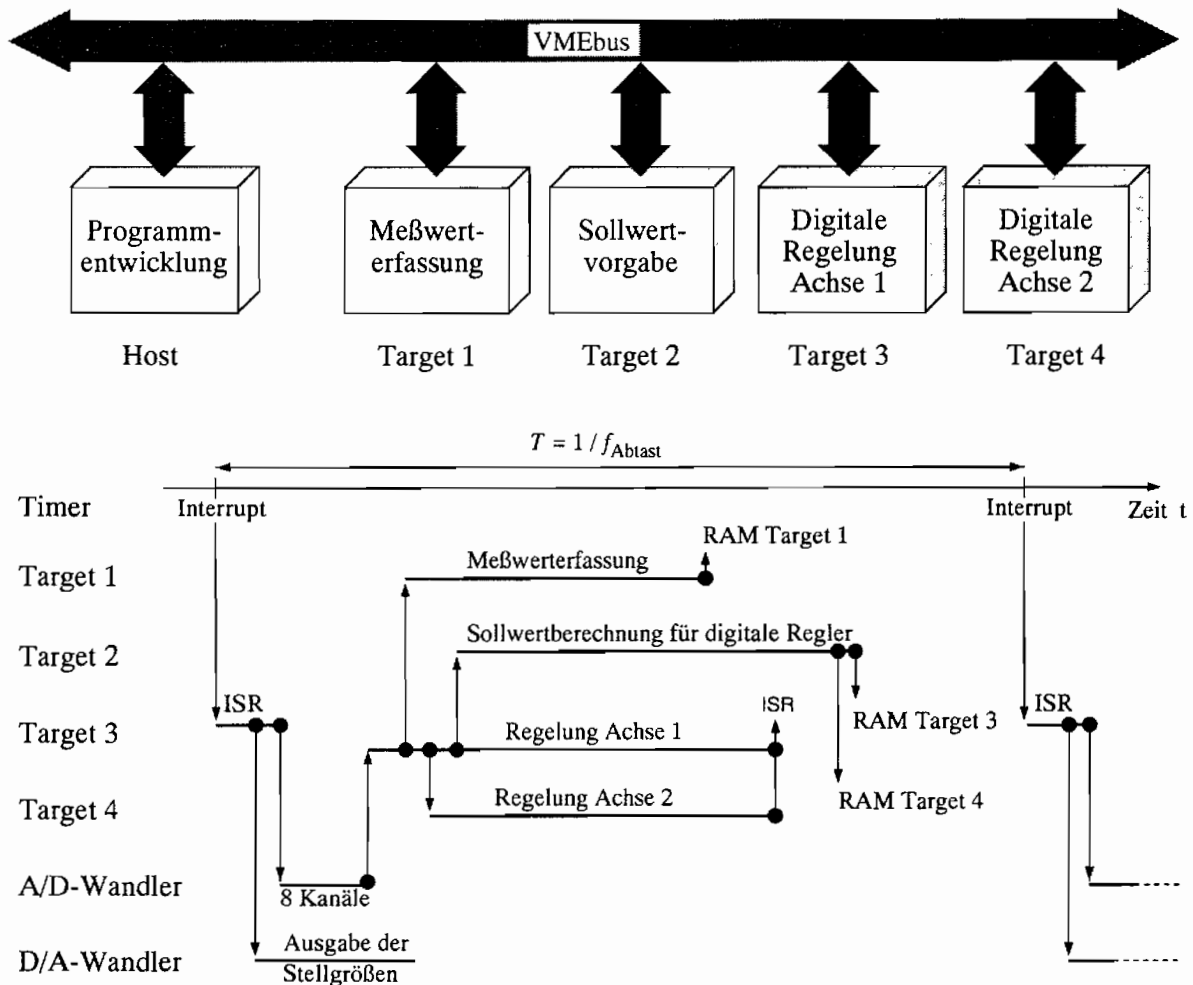 VMEbus
Programm-
entwicklung
Meßwert-
erfassung
Sollwert-
vorgabe
Digitale
Regelung
Achse 1
Digitale
Regelung
Achse 2
Host
Target 1
Target 2
Target 3
Target 4
T = 1 / f_Abtast
Timer
Interrupt
Interrupt
Zeit t
RAM Target 1
Target 1
Meßwerterfassung
Target 2
Sollwertberechnung für digitale Regler
ISR
ISR
ISR
RAM Target 3
Target 3
Regelung Achse 1
Target 4
Regelung Achse 2
RAM Target 4
A/D-Wandler
8 Kanäle
D/A-Wandler
Ausgabe der
Stellgrößen